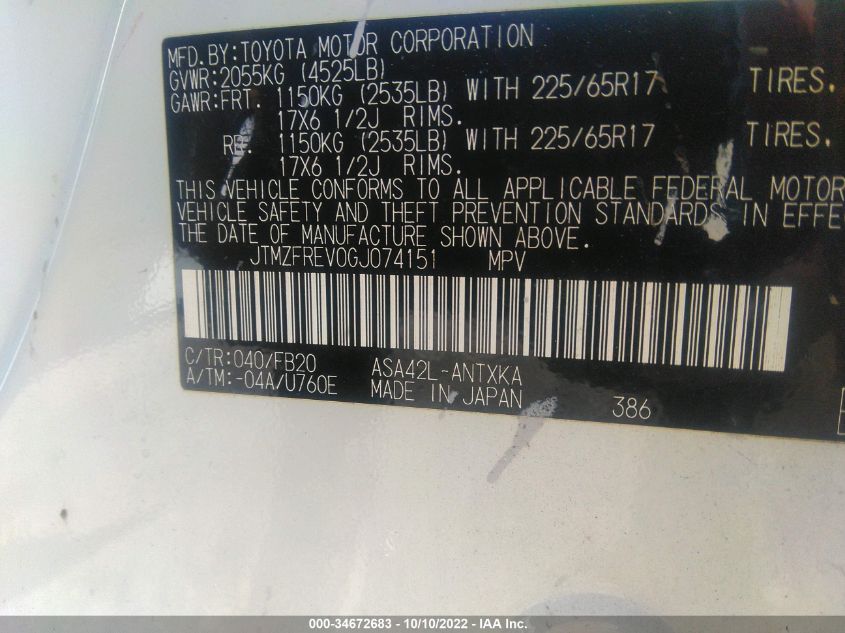 MFD.BY:TOYOTA MOTOR CORPORATION
GVWR:2055KG (4525LB)
GAWR:FRT. 1150KG (2535LB) WITH 225/65R17 TIRES.
17X6 1/2J RIMS.
RR. 1150KG (2535LB) WITH 225/65R17 TIRES.
17X6 1/2J RIMS.
THIS VEHICLE CONFORMS TO ALL APPLICABLE FEDERAL MOTOR
VEHICLE SAFETY AND THEFT PREVENTION STANDARDS IN EFFE
THE DATE OF MANUFACTURE SHOWN ABOVE.
JTMZFREV0GJ074151 MPV
C/TR:040/FB20 ASA42L-ANTXKA
A/TM:-04A/U760E MADE IN JAPAN 386
000-34672683 - 10/10/2022 - IAA Inc.